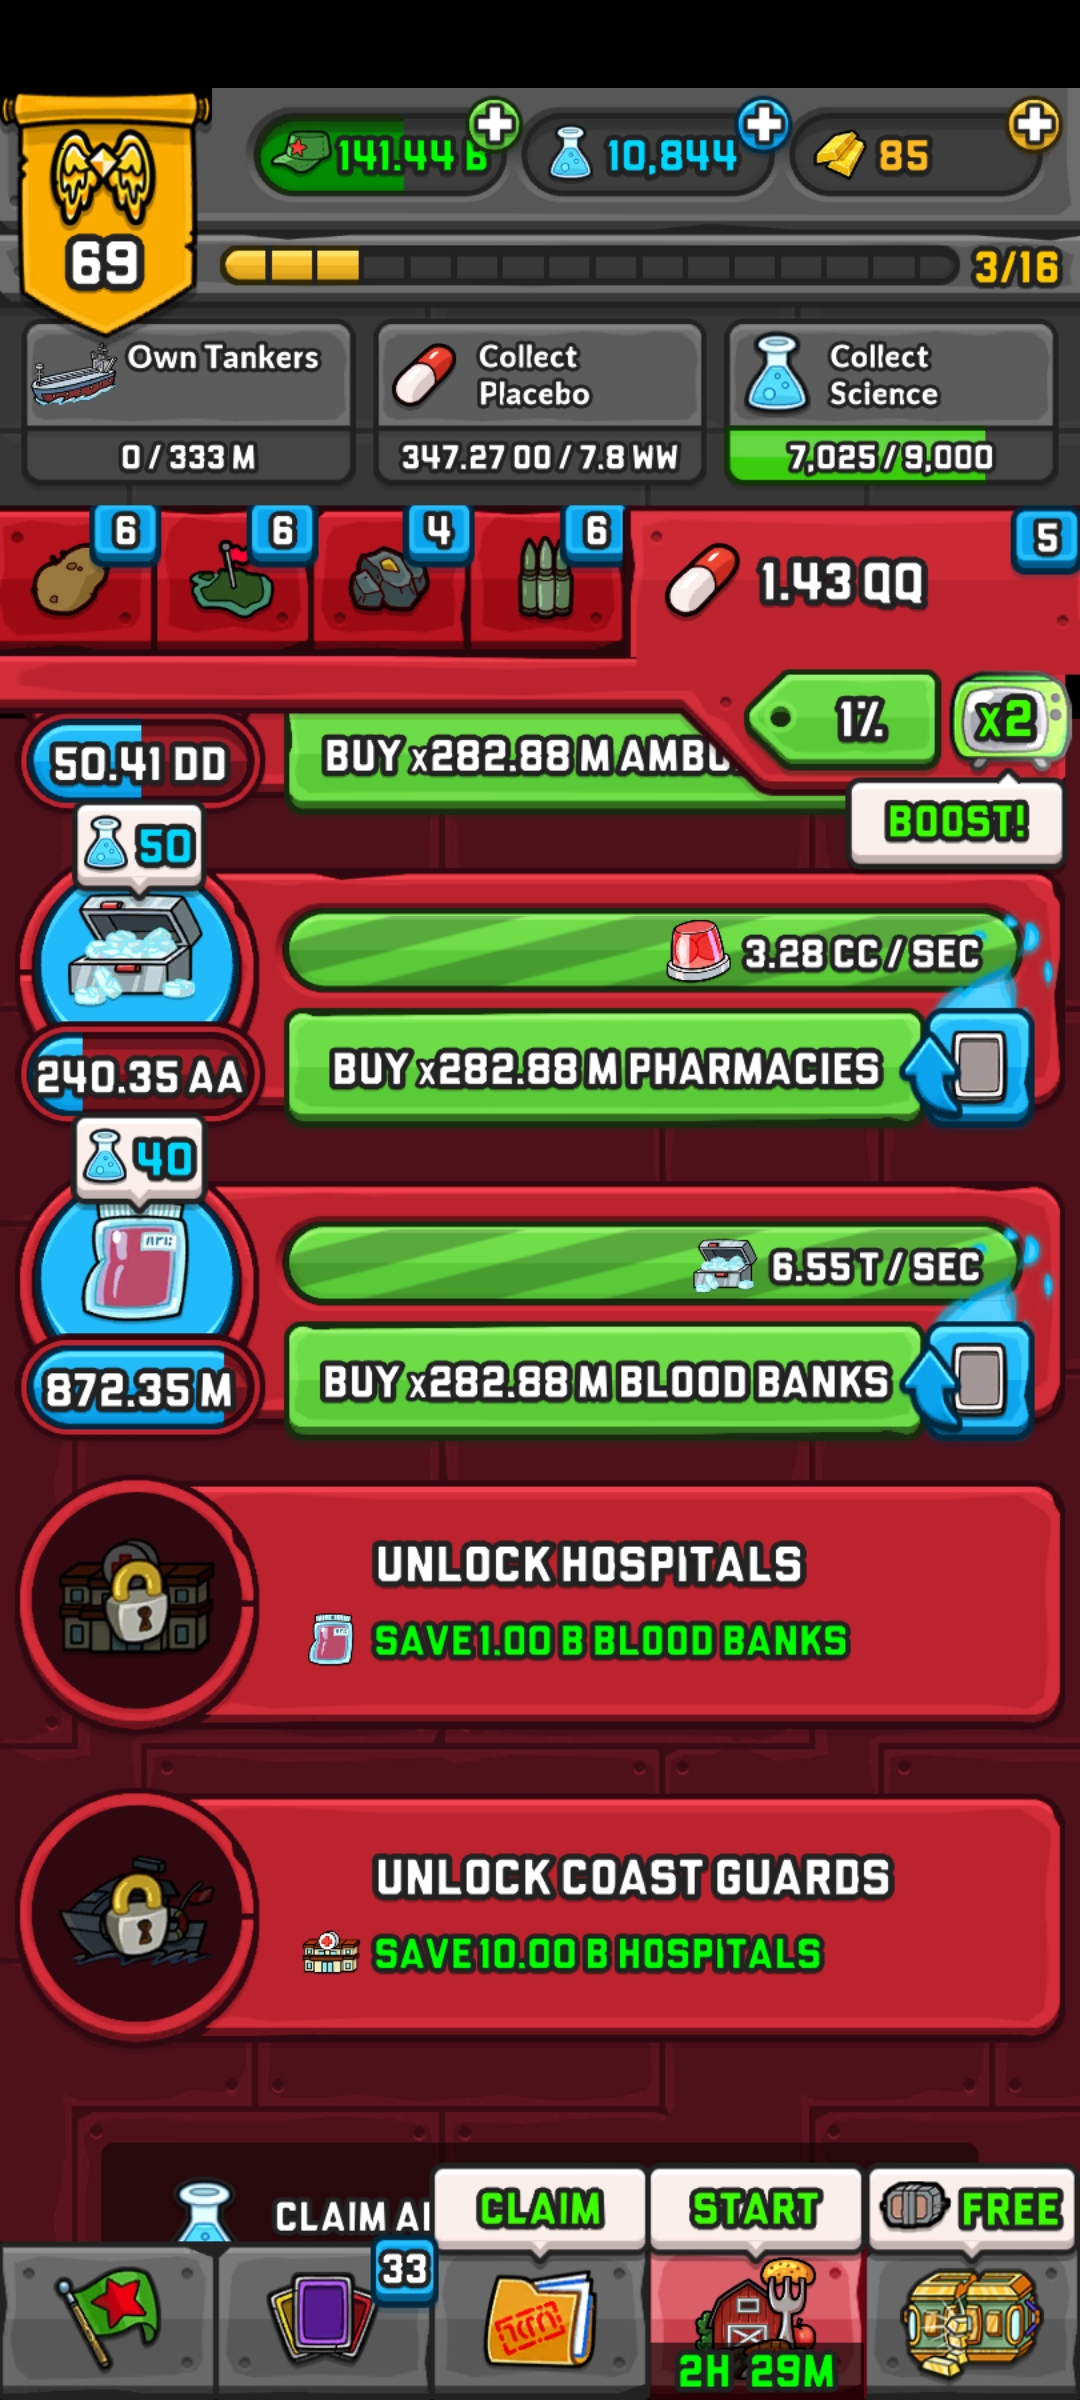 141.44 B
10,844
85
69
3/16
Own Tankers
0 / 333 M
Collect
Placebo
347.27 OO / 7.8 WW
Collect
Science
7,025 / 9,000
6
6
4
6
5
1.43 QQ
1%
x2
BOOST!
50.41 DD
BUY x282.88 M AMBU
50
3.28 CC / SEC
240.35 AA
BUY x282.88 M PHARMACIES
40
6.55 T / SEC
872.35 M
BUY x282.88 M BLOOD BANKS
UNLOCK HOSPITALS
SAVE 1.00 B BLOOD BANKS
UNLOCK COAST GUARDS
SAVE 10.00 B HOSPITALS
CLAIM
CLAIM
START
FREE
33
2H 29M